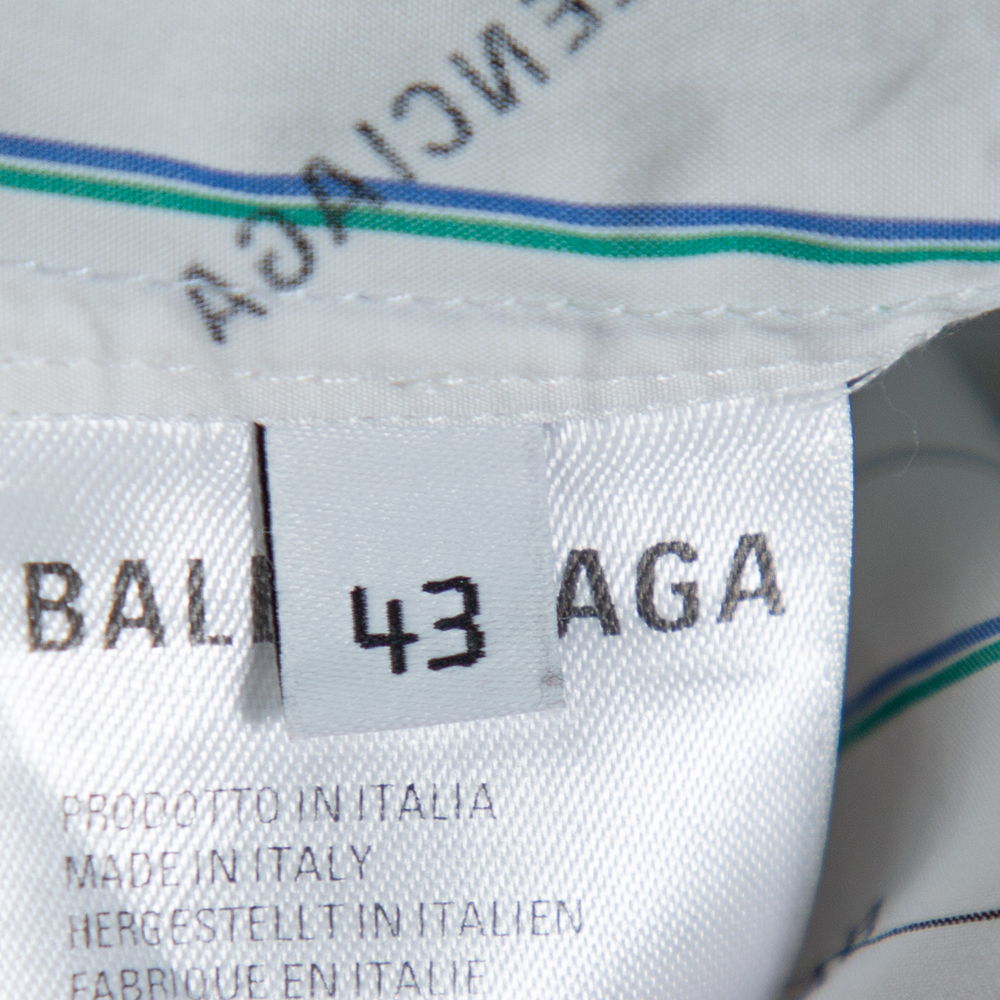 ENCIAGA
BAL AGA
43
PRODOTTO IN ITALIA
MADE IN ITALY
HERGESTELLT IN ITALIEN
FABRIQUE EN ITALIE